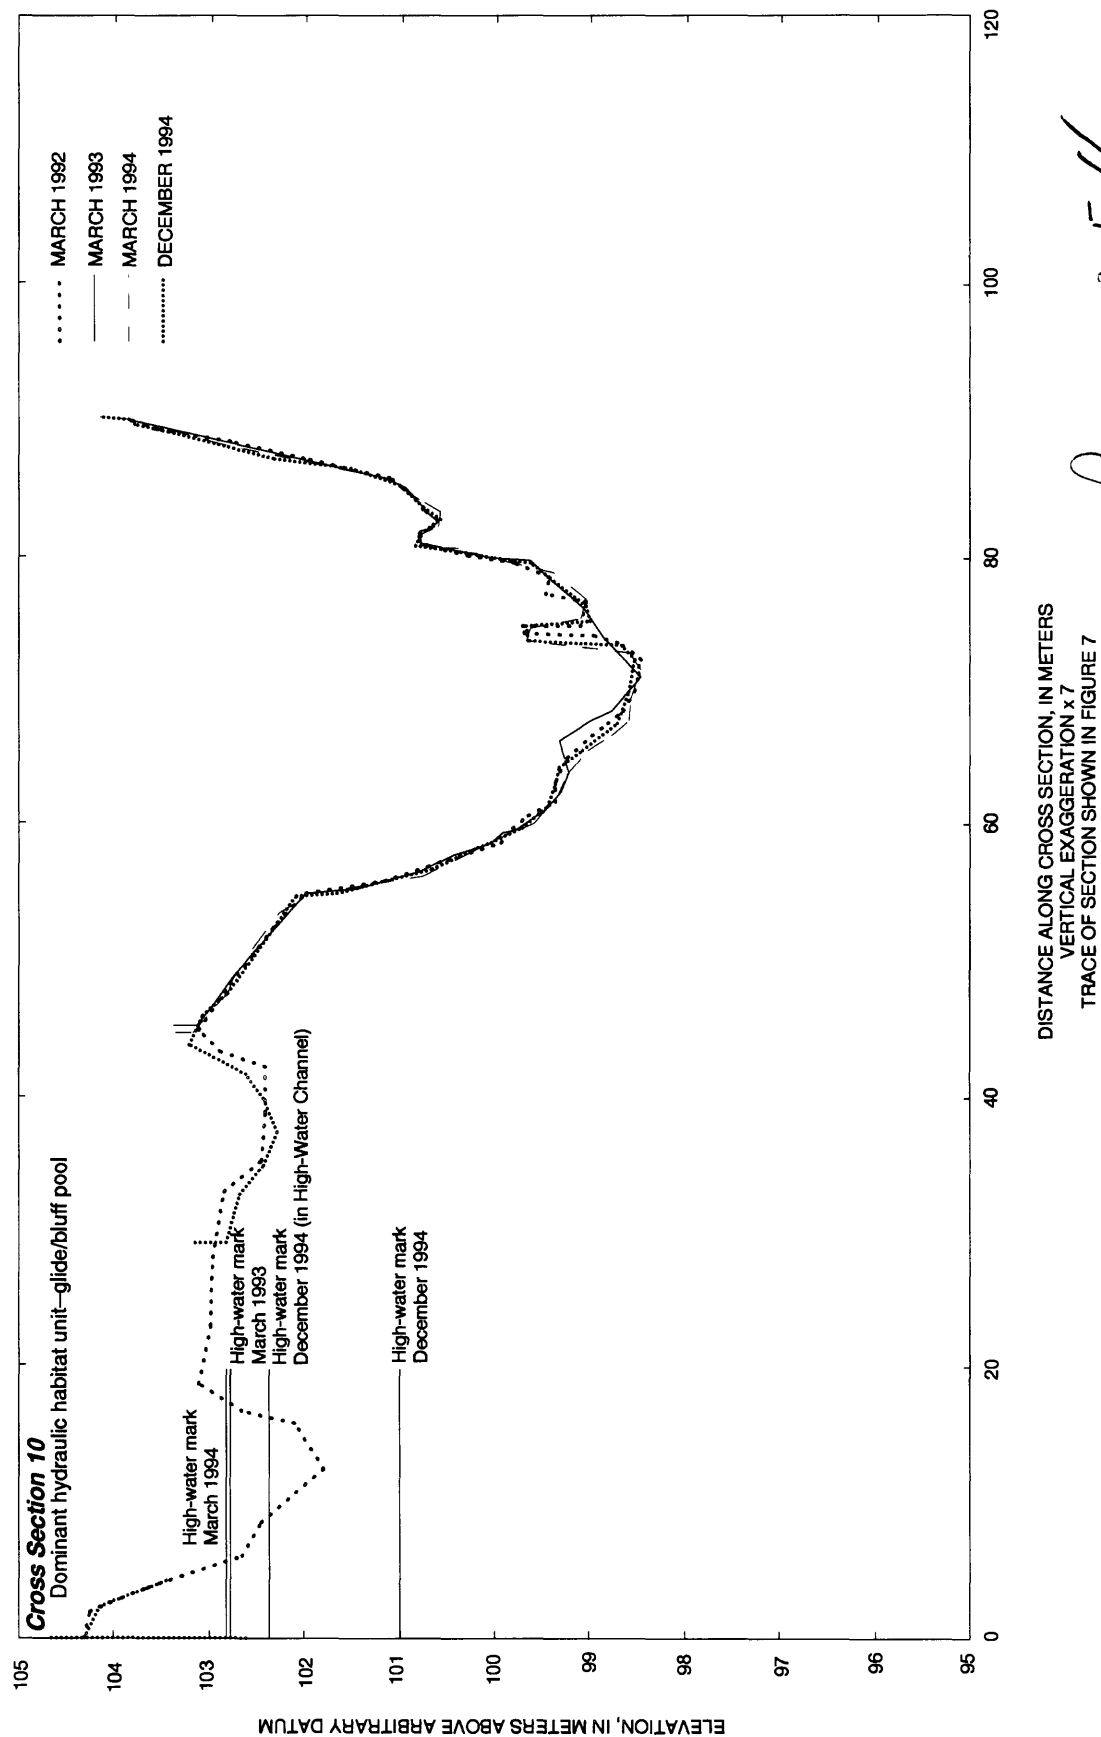 Cross Section 10
Dominant hydraulic habitat unit–glide/bluff pool
MARCH 1992
MARCH 1993
MARCH 1994
DECEMBER 1994
High-water mark
March 1994
High-water mark
March 1993
High-water mark
December 1994 (in High-Water Channel)
High-water mark
December 1994
ELEVATION, IN METERS ABOVE ARBITRARY DATUM
105
104
103
102
101
100
99
98
97
96
95
0
20
40
60
80
100
120
DISTANCE ALONG CROSS SECTION, IN METERS
VERTICAL EXAGGERATION x 7
TRACE OF SECTION SHOWN IN FIGURE 7